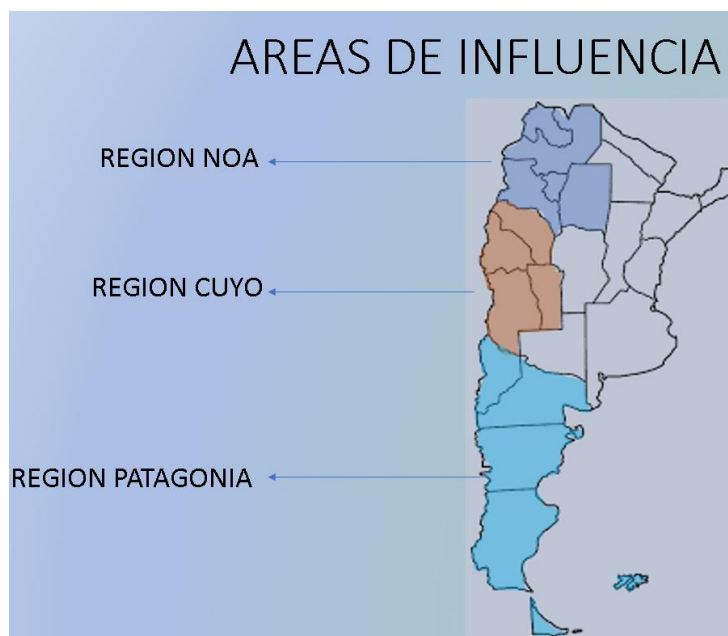 AREAS DE INFLUENCIA
REGION NOA
REGION CUYO
REGION PATAGONIA